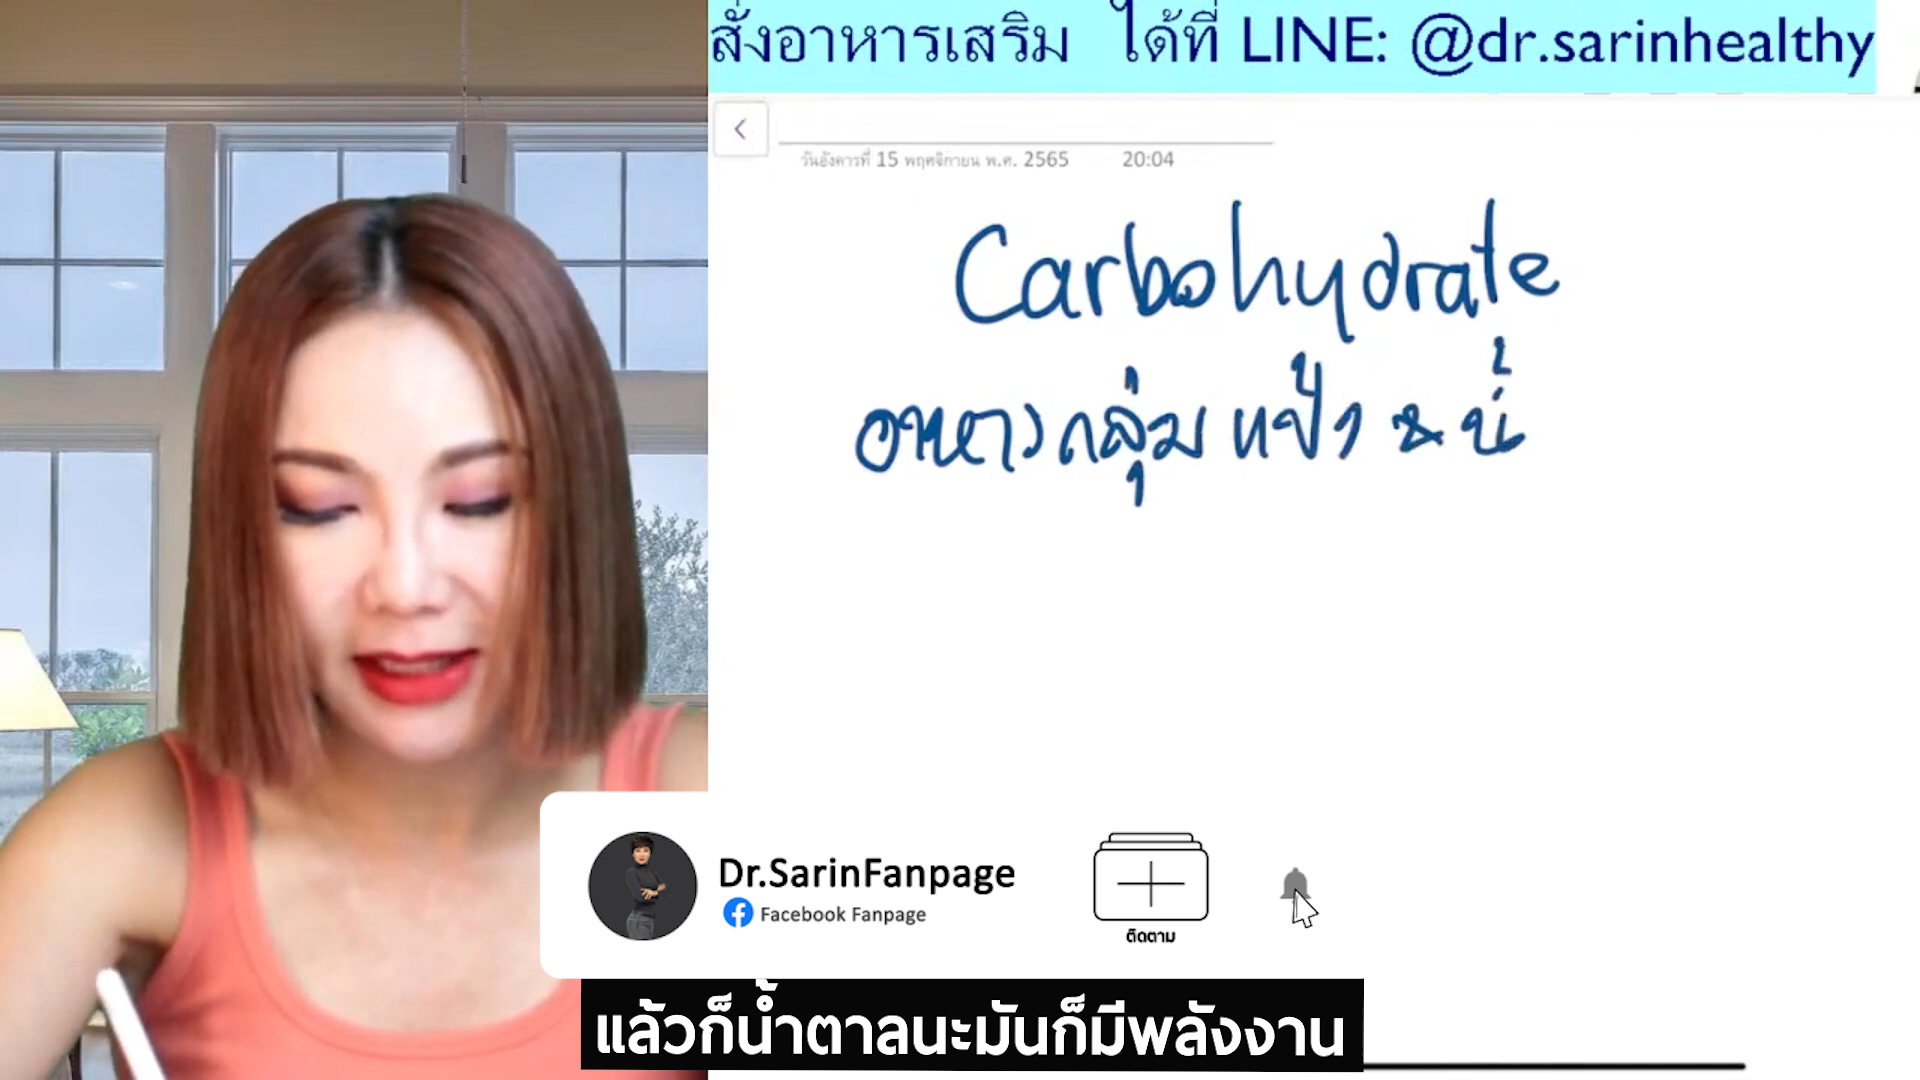 สั่งอาหารเสริม ได้ที่ LINE: @dr.sarinhealthy
วันอังคารที่ 15 พฤศจิกายน พ.ศ. 2565 20:04
Carbohydrate
อาหารกลุ่ม แป้ง &
Dr.SarinFanpage
Facebook Fanpage
ติดตาม
แล้วก็น้ำตาลนะมันก็มีพลังงาน